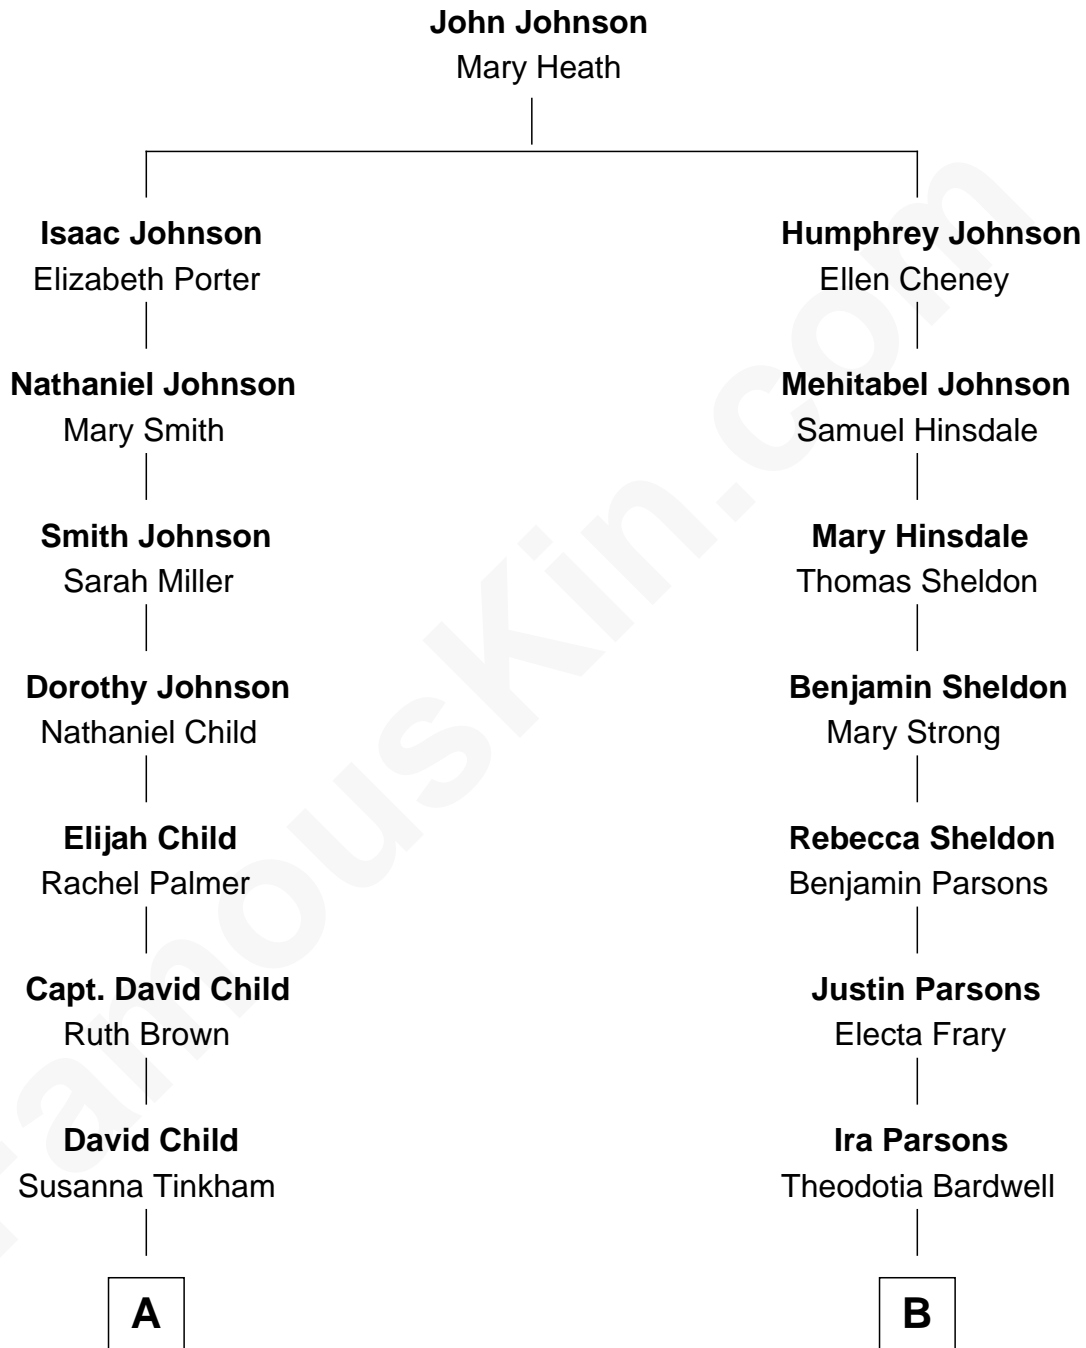 John Johnson
Mary Heath
Isaac Johnson
Elizabeth Porter
Nathaniel Johnson
Mary Smith
Smith Johnson
Sarah Miller
Dorothy Johnson
Nathaniel Child
Elijah Child
Rachel Palmer
Capt. David Child
Ruth Brown
David Child
Susanna Tinkham
A
Humphrey Johnson
Ellen Cheney
Mehitabel Johnson
Samuel Hinsdale
Mary Hinsdale
Thomas Sheldon
Benjamin Sheldon
Mary Strong
Rebecca Sheldon
Benjamin Parsons
Justin Parsons
Electa Frary
Ira Parsons
Theodotia Bardwell
B
FamousKin.com